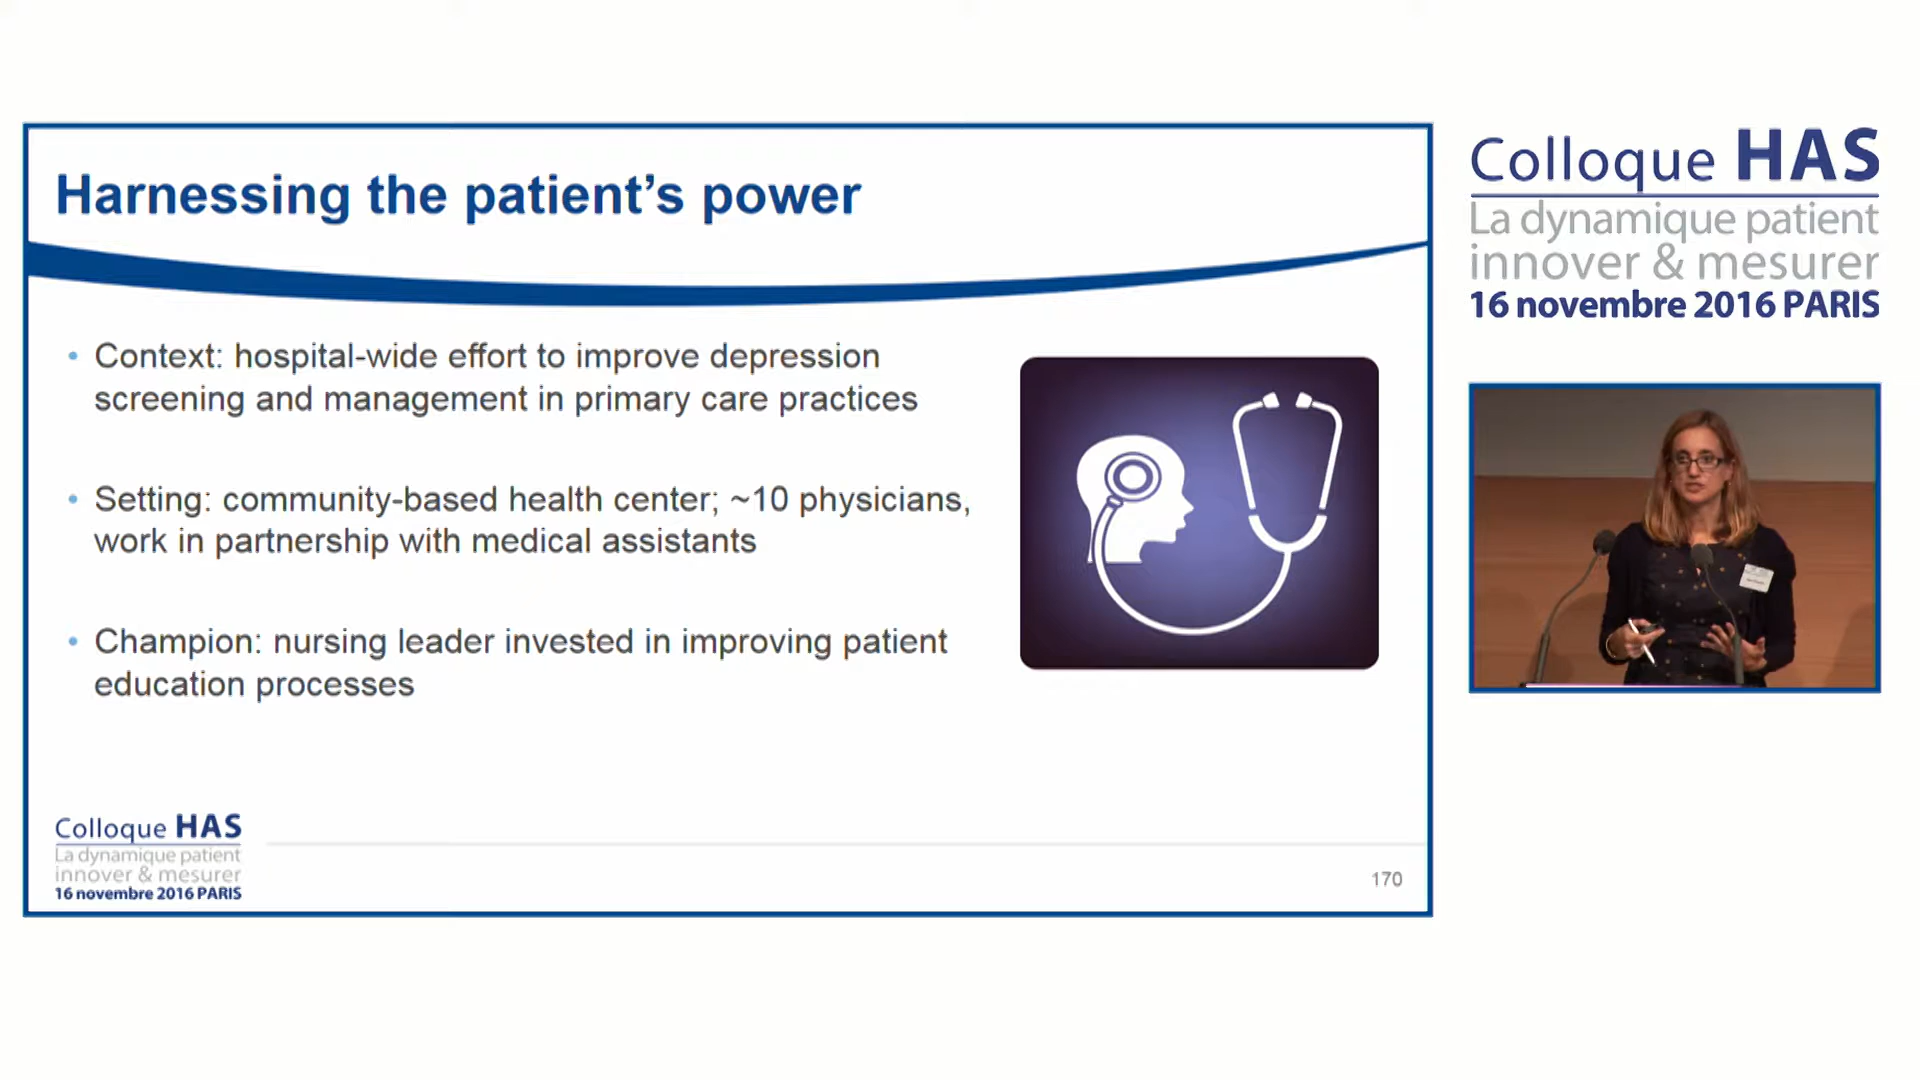 Harnessing the patient's power
• Context: hospital-wide effort to improve depression
screening and management in primary care practices
• Setting: community-based health center; ~10 physicians,
work in partnership with medical assistants
• Champion: nursing leader invested in improving patient
education processes
Colloque HAS
La dynamique patient
innover & mesurer
16 novembre 2016 PARIS
170
Colloque HAS
La dynamique patient
innover & mesurer
16 novembre 2016 PARIS